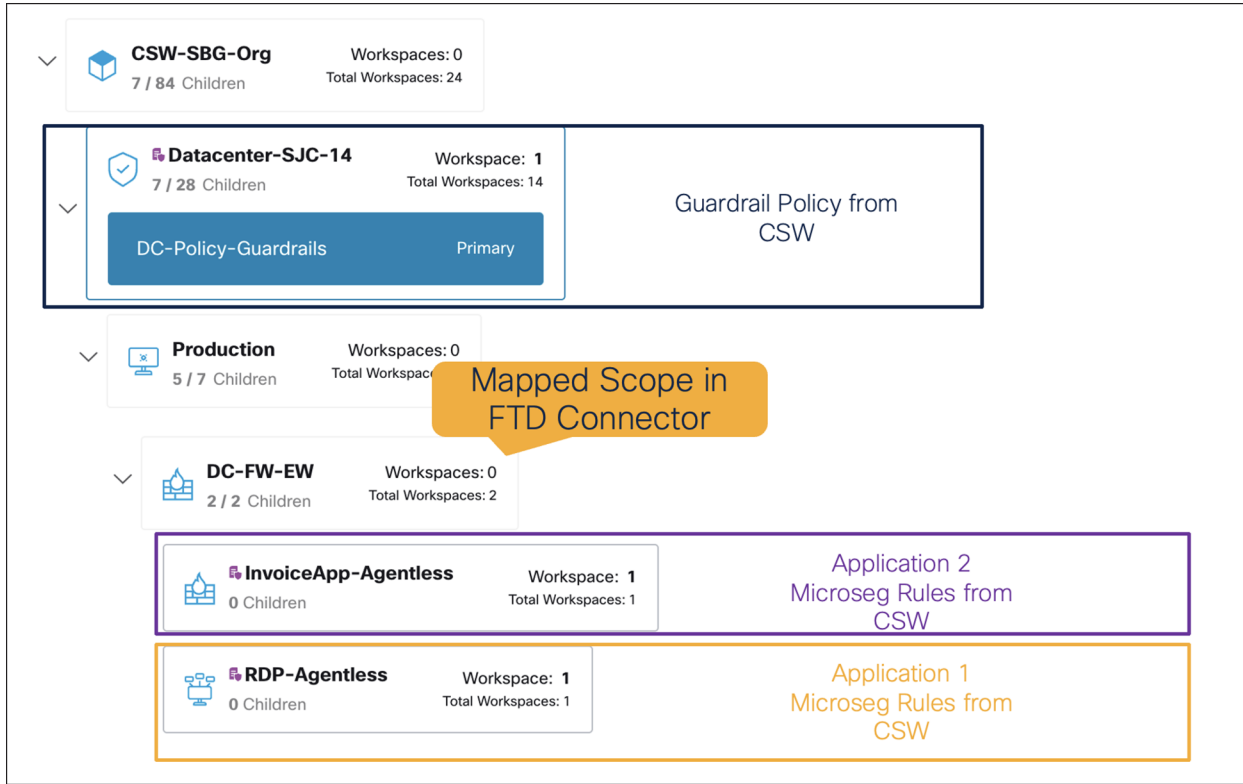 CSW-SBG-Org
Workspaces: 0
7 / 84 Children
Total Workspaces: 24
Datacenter-SJC-14
Workspace: 1
7 / 28 Children
Total Workspaces: 14
DC-Policy-Guardrails
Primary
Guardrail Policy from
CSW
Production
Workspaces: 0
5 / 7 Children
Total
Mapped Scope in
FTD Connector
DC-FW-EW
Workspaces: 0
2 / 2 Children
Total Workspaces: 2
InvoiceApp-Agentless
Workspace: 1
0 Children
Total Workspaces: 1
Application 2
Microseg Rules from
CSW
RDP-Agentless
Workspace: 1
0 Children
Total Workspaces: 1
Application 1
Microseg Rules from
CSW